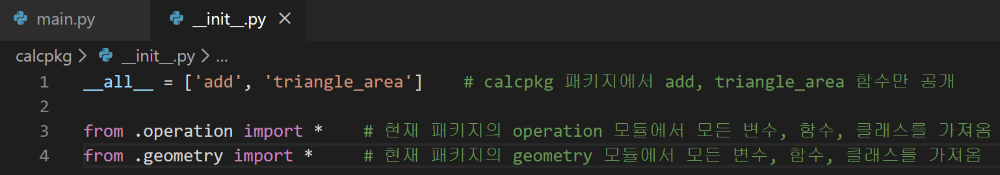 main.py __init__.py ×
calcpkg > __init__.py > ...
1 __all__ = ['add', 'triangle_area'] # calcpkg 패키지에서 add, triangle_area 함수만 공개
2
3 from .operation import * # 현재 패키지의 operation 모듈에서 모든 변수, 함수, 클래스를 가져옴
4 from .geometry import * # 현재 패키지의 geometry 모듈에서 모든 변수, 함수, 클래스를 가져옴